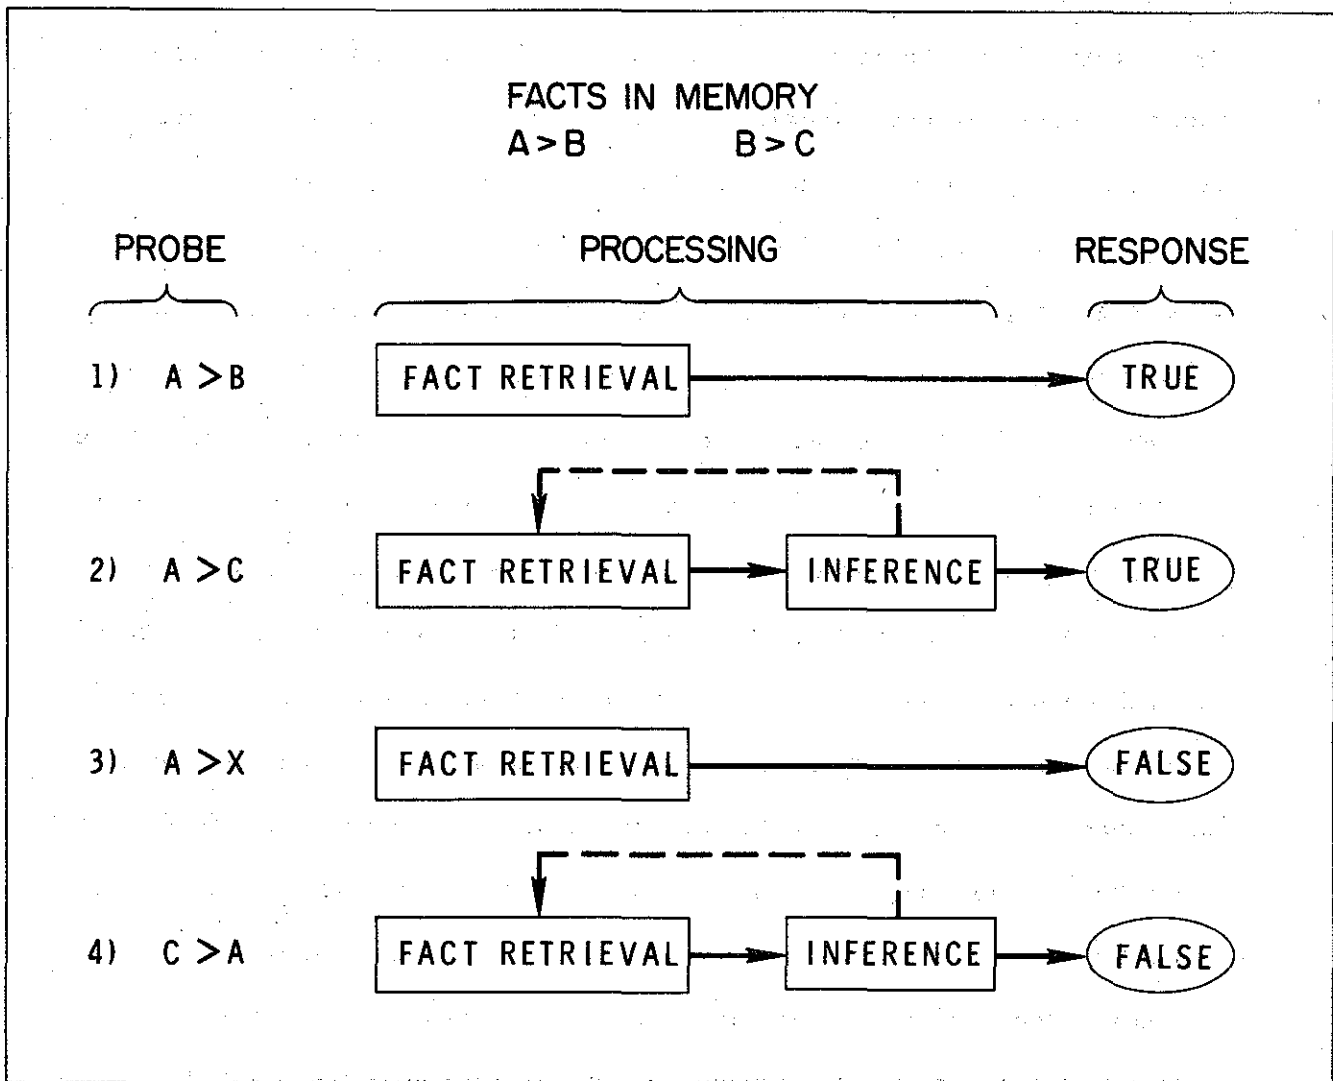 FACTS IN MEMORY
A > B B > C
PROBE PROCESSING RESPONSE
1) A > B FACT RETRIEVAL TRUE
2) A > C FACT RETRIEVAL INFERENCE TRUE
3) A > X FACT RETRIEVAL FALSE
4) C > A FACT RETRIEVAL INFERENCE FALSE